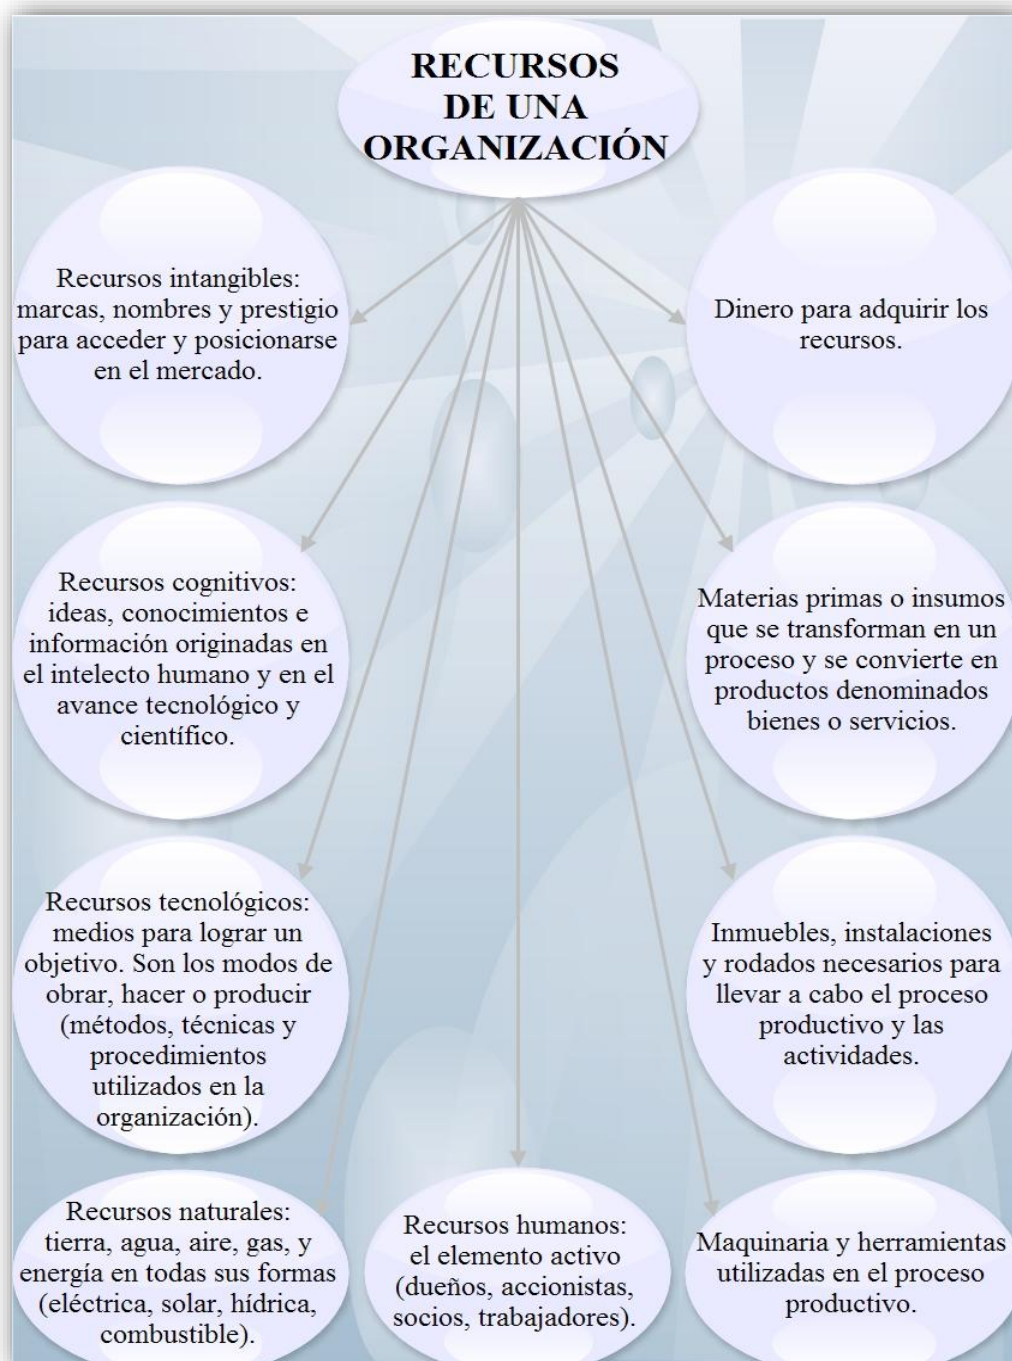 RECURSOS
DE UNA
ORGANIZACIÓN
Recursos intangibles:
marcas, nombres y prestigio
para acceder y posicionarse
en el mercado.
Dinero para adquirir los
recursos.
Recursos cognitivos:
ideas, conocimientos e
información originadas en
el intelecto humano y en el
avance tecnológico y
científico.
Materias primas o insumos
que se transforman en un
proceso y se convierte en
productos denominados
bienes o servicios.
Recursos tecnológicos:
medios para lograr un
objetivo. Son los modos de
obrar, hacer o producir
(métodos, técnicas y
procedimientos
utilizados en la
organización).
Inmuebles, instalaciones
y rodados necesarios para
llevar a cabo el proceso
productivo y las
actividades.
Recursos naturales:
tierra, agua, aire, gas, y
energía en todas sus formas
(eléctrica, solar, hídrica,
combustible).
Recursos humanos:
el elemento activo
(dueños, accionistas,
socios, trabajadores).
Maquinaria y herramientas
utilizadas en el proceso
productivo.